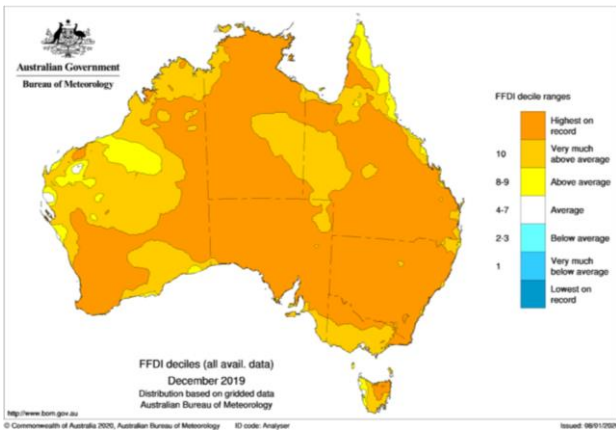 Australian Government
Bureau of Meteorology
FFDI decile ranges
Highest on
record
10
Very much
above average
8-9
Above average
4-7
Average
2-3
Below average
1
Very much
below average
Lowest on
record
FFDI deciles (all avail. data)
December 2019
Distribution based on gridded data
Australian Bureau of Meteorology
http://www.bom.gov.au
© Commonwealth of Australia 2020, Australian Bureau of Meteorology ID code: Analyser Issued: